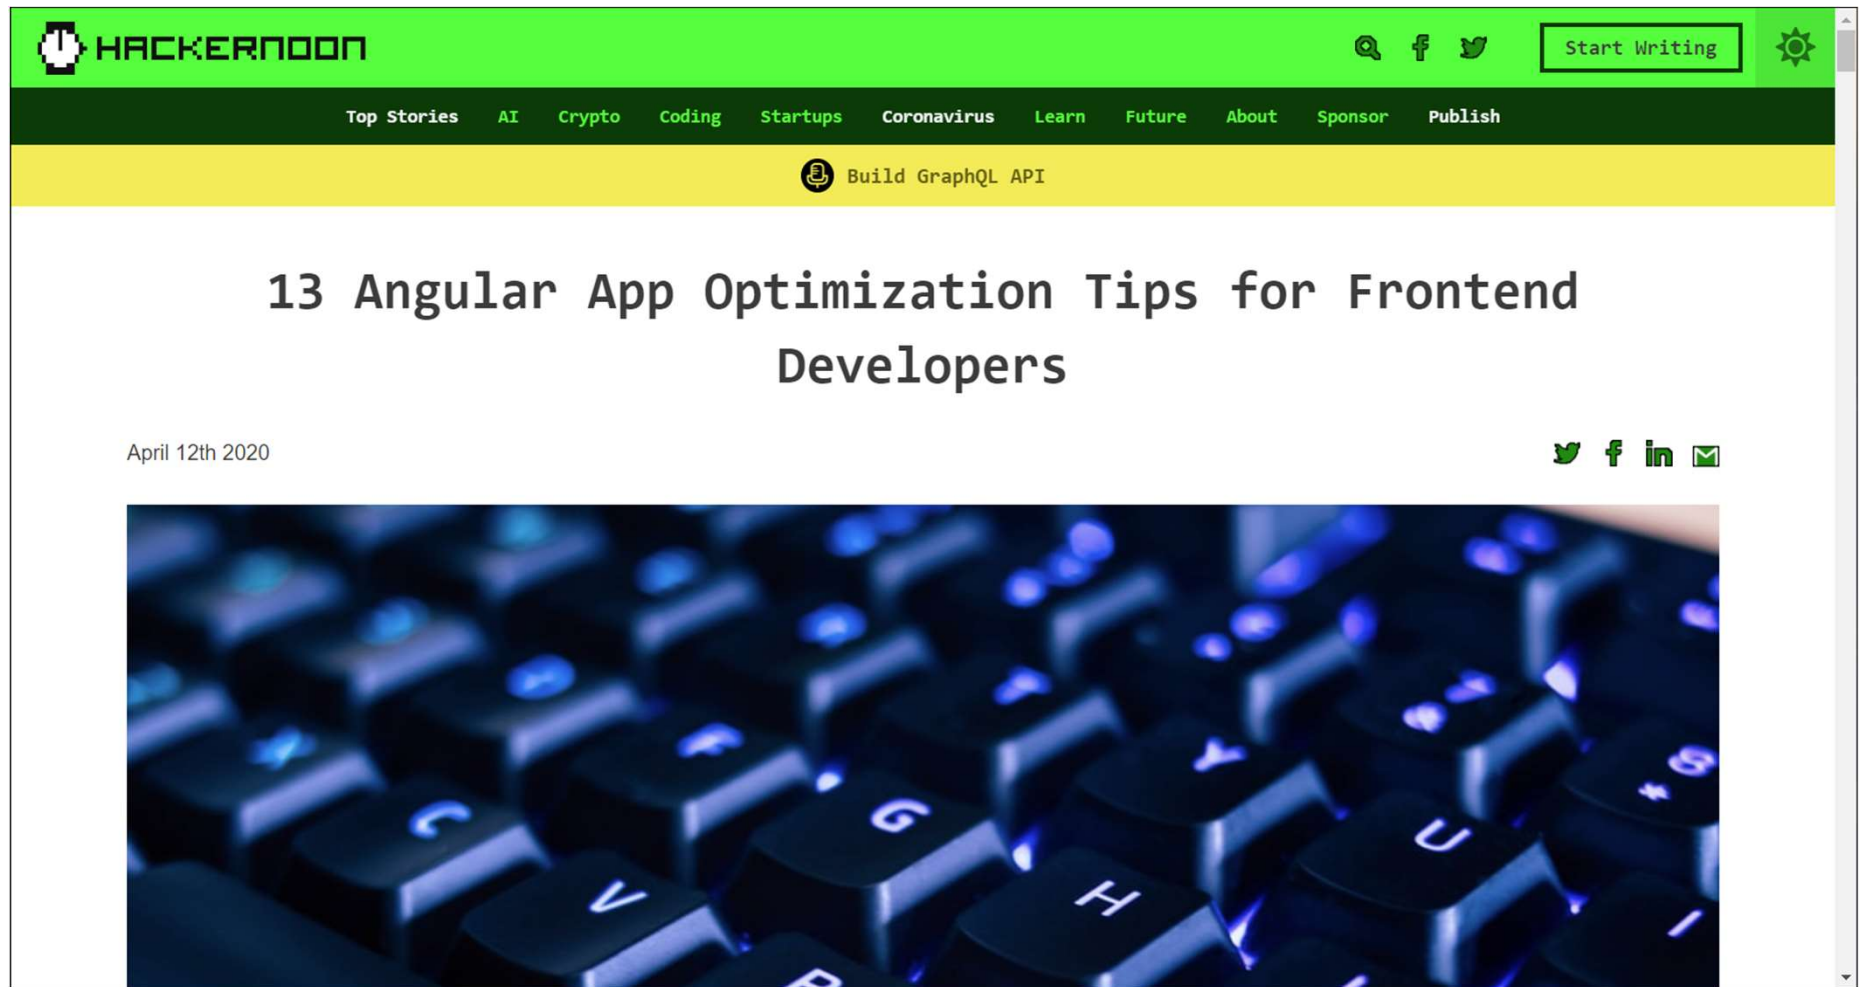 HACKERNOON
Start Writing
Top Stories AI Crypto Coding Startups Coronavirus Learn Future About Sponsor Publish
Build GraphQL API
13 Angular App Optimization Tips for Frontend
Developers
April 12th 2020
F
Y
8
*
C
G
U
V
H
I
B